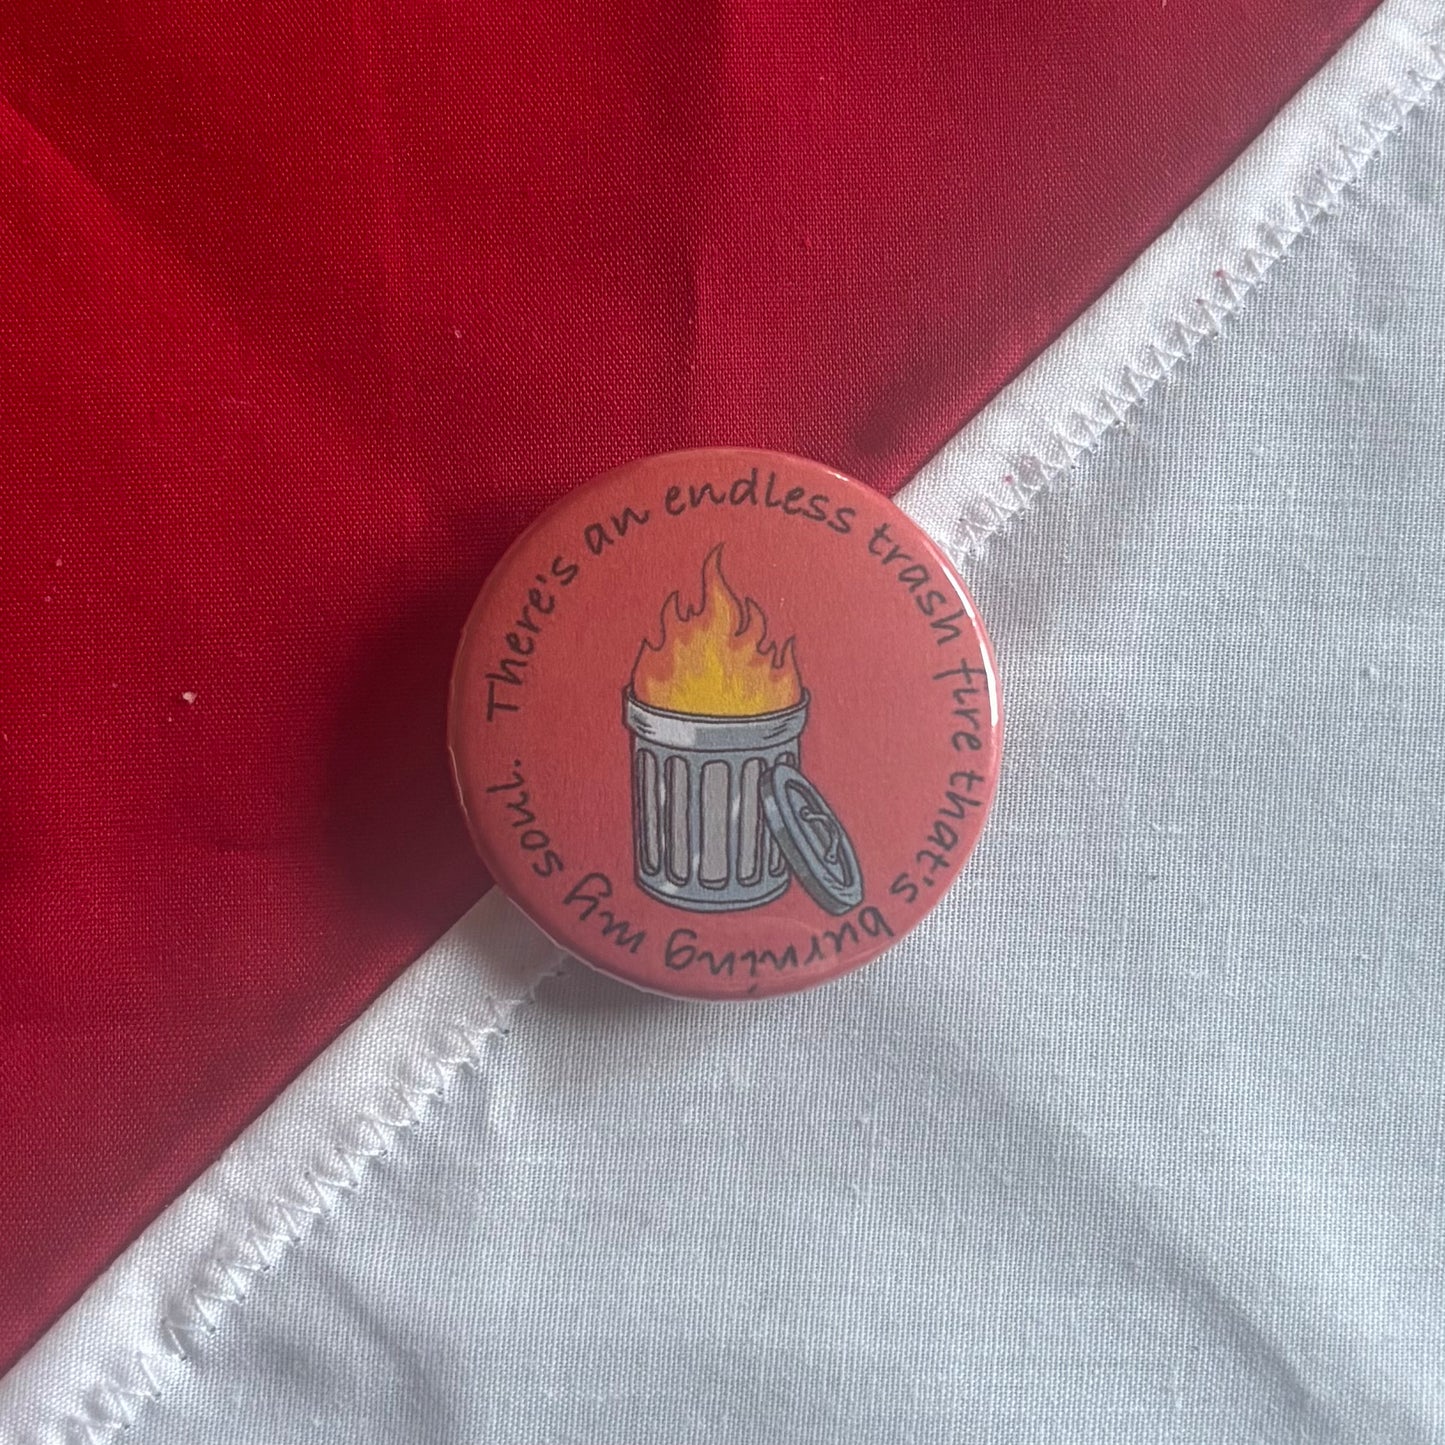 There's an endless trash fire that's burning my soul.